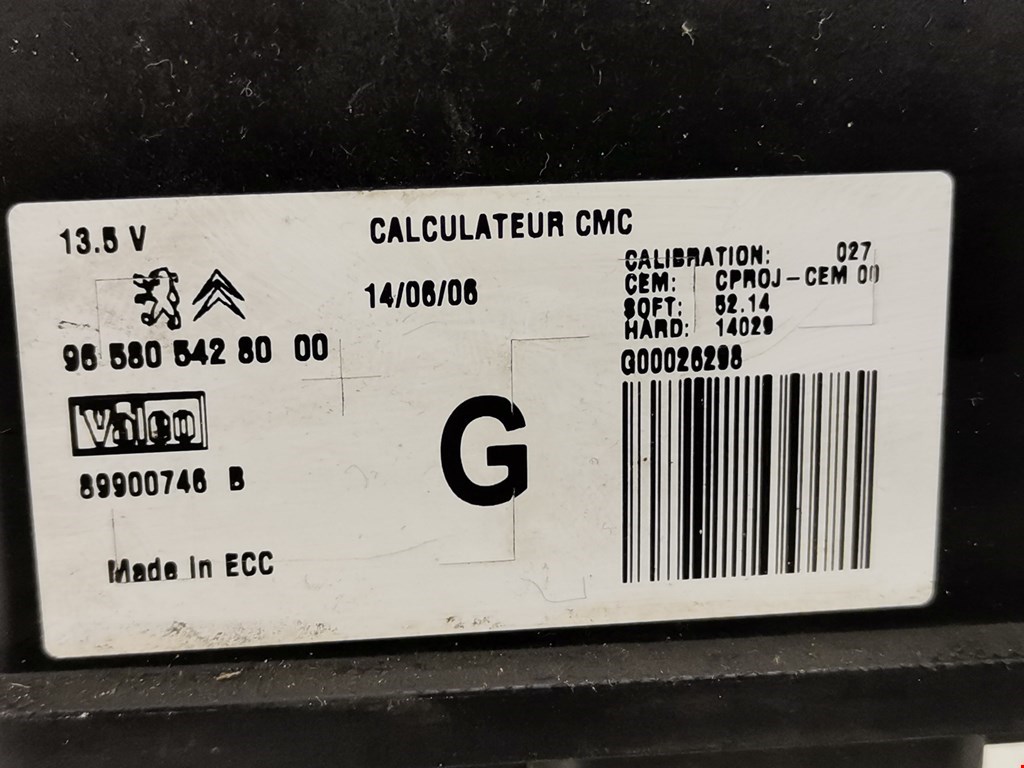 13.5 V
CALCULATEUR CMC
14/06/06
96 580 542 80 00
Valeo
89900746 B
Made In ECC
G
CALIBRATION: 027
CEM: CPROJ-CEM 00
SOFT: 52.14
HARD: 14029
G00026298